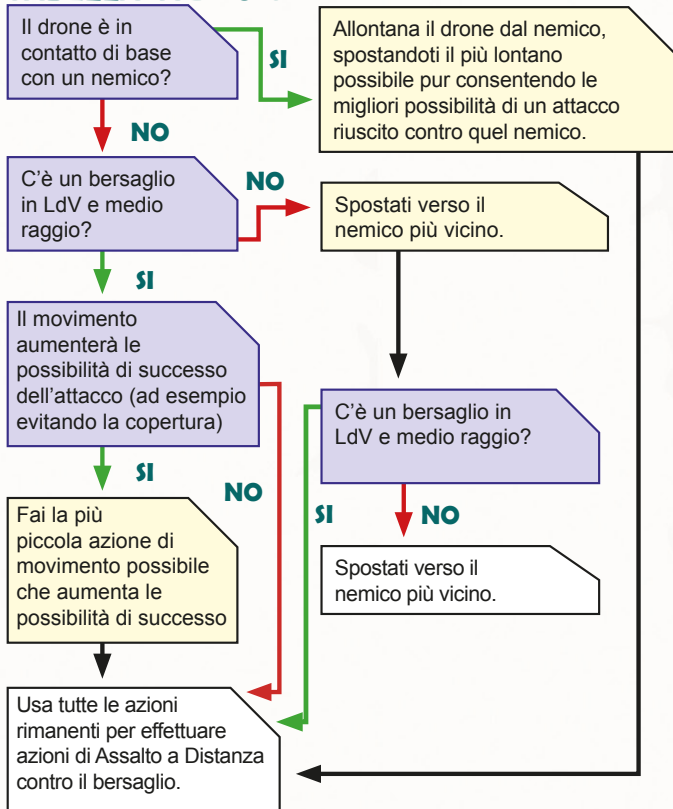 Il drone è in
contatto di base
con un nemico?
SI
Allontana il drone dal nemico,
spostandoti il più lontano
possibile pur consentendo le
migliori possibilità di un attacco
riuscito contro quel nemico.
NO
C'è un bersaglio
in LdV e medio
raggio?
NO
Spostati verso il
nemico più vicino.
SI
Il movimento
aumenterà le
possibilità di successo
dell'attacco (ad esempio
evitando la copertura)
C'è un bersaglio in
LdV e medio raggio?
SI
NO
SI
NO
Fai la più
piccola azione di
movimento possibile
che aumenta le
possibilità di successo
Spostati verso il
nemico più vicino.
Usa tutte le azioni
rimanenti per effettuare
azioni di Assalto a Distanza
contro il bersaglio.